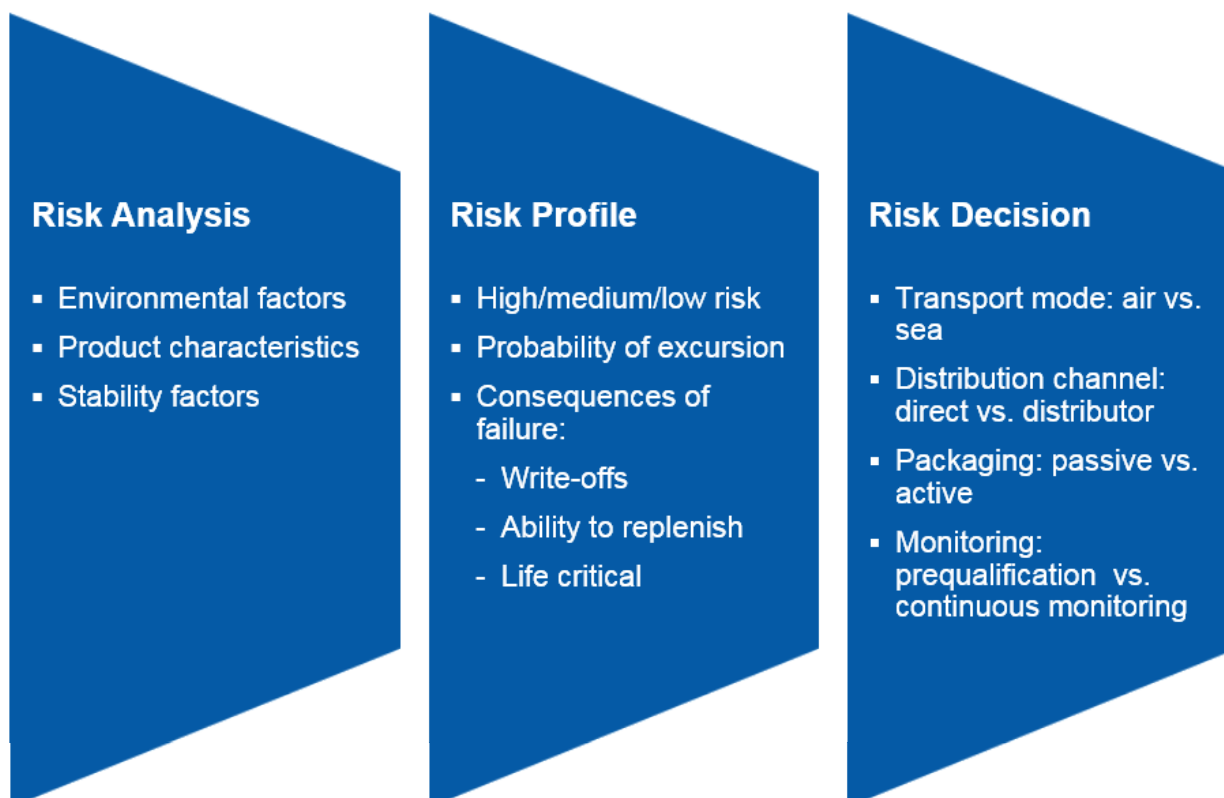 Risk Analysis
▪ Environmental factors
▪ Product characteristics
▪ Stability factors
Risk Profile
▪ High/medium/low risk
▪ Probability of excursion
▪ Consequences of
failure:
- Write-offs
- Ability to replenish
- Life critical
Risk Decision
▪ Transport mode: air vs.
sea
▪ Distribution channel:
direct vs. distributor
▪ Packaging: passive vs.
active
▪ Monitoring:
prequalification vs.
continuous monitoring